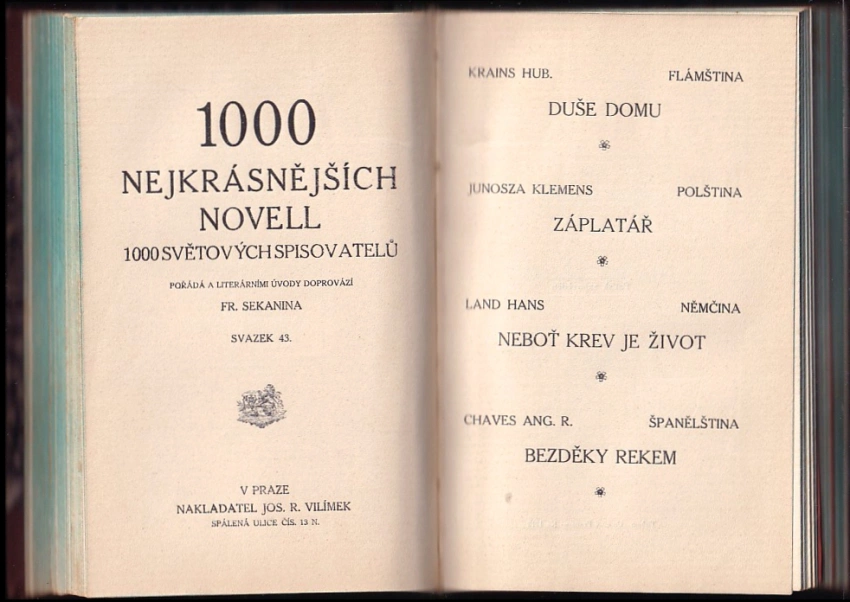 1000
NEJKRÁSNĚJŠÍCH
NOVELL
1000 SVĚTOVÝCH SPISOVATELŮ
POŘÁDÁ A LITERÁRNÍMI ÚVODY DOPROVÁZÍ
FR. SEKANINA
SVAZEK 43.
V PRAZE
NAKLADATEL JOS. R. VILÍMEK
SPÁLENÁ ULICE ČÍS. 13 N.
KRAINS HUB. FLÁMŠTINA
DUŠE DOMU
JUNOSZA KLEMENS POLŠTINA
ZÁPLATÁŘ
LAND HANS NĚMČINA
NEBOŤ KREV JE ŽIVOT
CHAVES ANG. R. ŠPANĚLŠTINA
BEZDĚKY REKEM